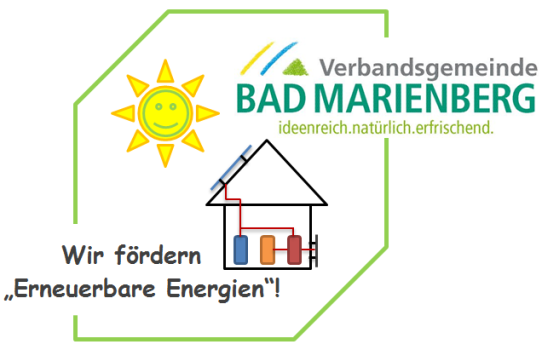 Verbandsgemeinde
BAD MARIENBERG
ideenreich.natürlich.erfrischend.
Wir fördern
„Erneuerbare Energien“!